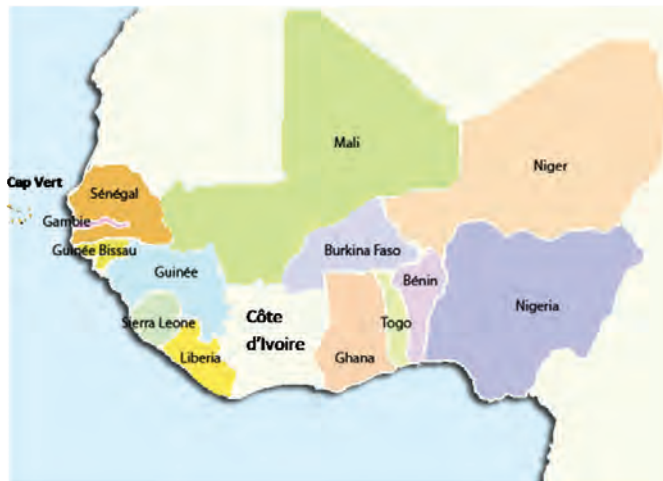 Mali
Niger
Cap Vert
Sénégal
Gambie
Guinée Bissau
Burkina Faso
Guinée
Bénin
Nigeria
Côte
d'Ivoire
Sierra Leone
Togo
Liberia
Ghana